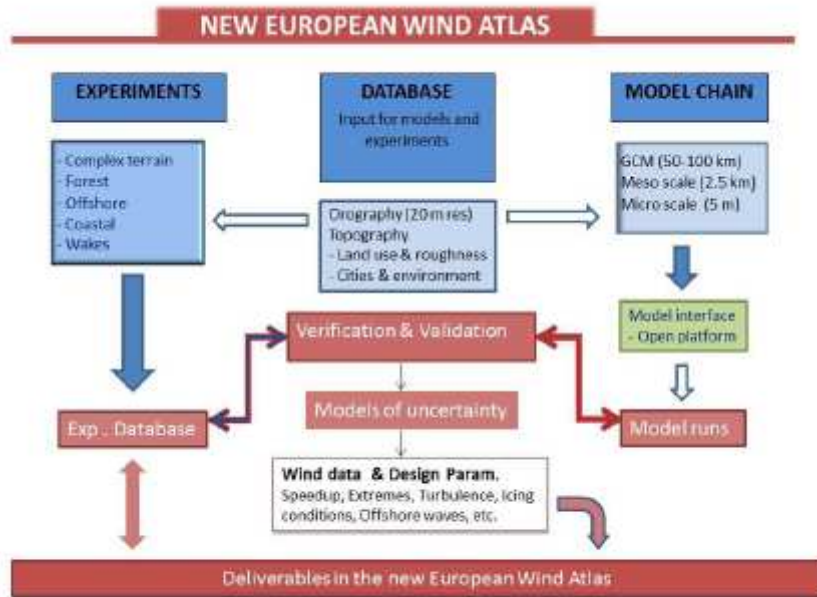 NEW EUROPEAN WIND ATLAS
EXPERIMENTS
- Complex terrain
- Forest
- Offshore
- Coastal
- Wakes
DATABASE
Input for models and
experiments
Orography (20 m res)
Topography
- Land use & roughness
- Cities & environment
MODEL CHAIN
GCM (50-100 km)
Meso scale (2.5 km)
Micro scale (5 m)
Model interface
- Open platform
Verification & Validation
Models of uncertainty
Exp.. Database
Model runs
Wind data & Design Param.
Speedup, Extremes, Turbulence, Icing
conditions, Offshore waves, etc.
Deliverables in the new European Wind Atlas